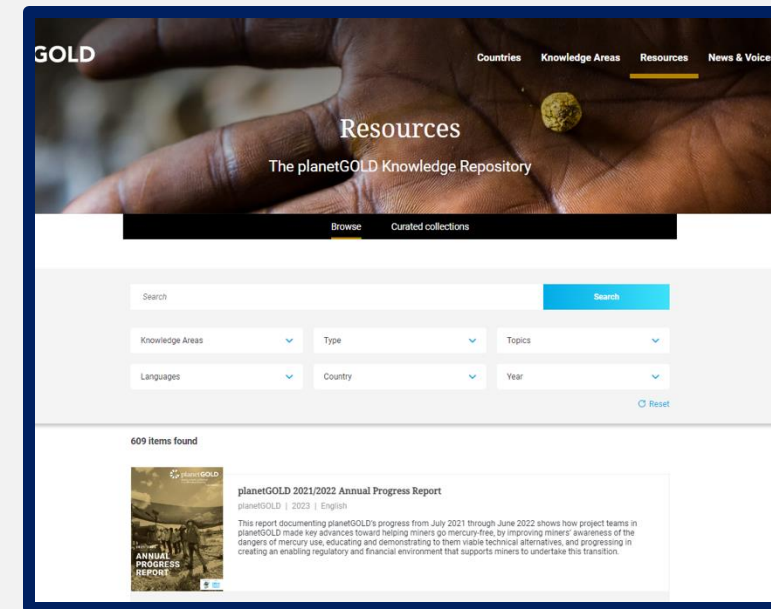 GOLD
Countries Knowledge Areas Resources News & Voice
Resources
The planetGOLD Knowledge Repository
Browse Curated collections
Search Search
Knowledge Areas Type Topics
Languages Country Year
Reset
609 items found
planetGOLD
planetGOLD 2021/2022 Annual Progress Report
planetGOLD | 2023 | English
This report documenting planetGOLD's progress from July 2021 through June 2022 shows how project teams in
planetGOLD made key advances toward helping miners go mercury-free, by improving miners' awareness of the
dangers of mercury use, educating and demonstrating to them viable technical alternatives, and progressing in
creating an enabling regulatory and financial environment that supports miners to undertake this transition.
ANNUAL
PROGRESS
REPORT